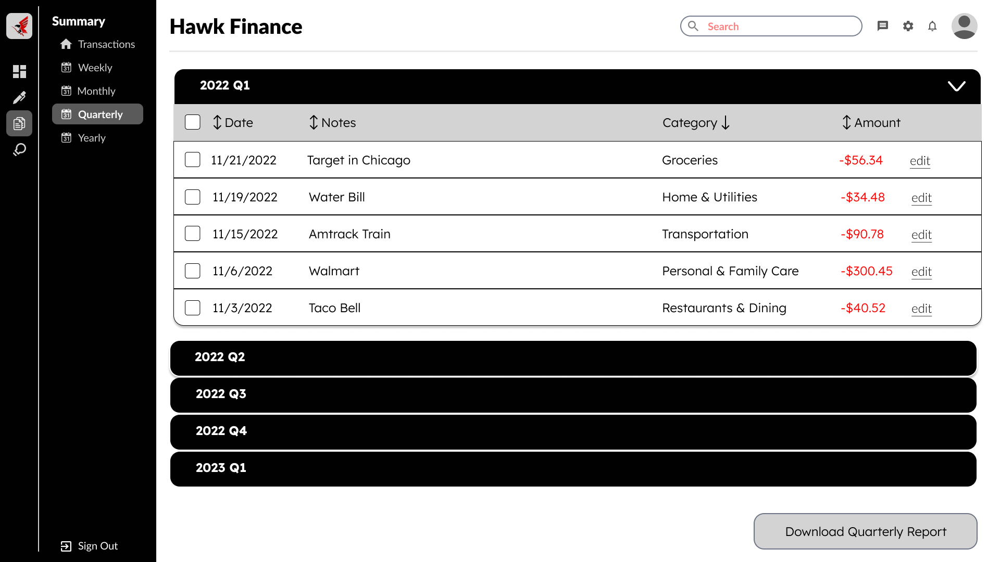 Summary
Transactions
31 Weekly
31 Monthly
31 Quarterly
31 Yearly
Sign Out
Hawk Finance
Search
2022 Q1
Date Notes Category Amount
11/21/2022 Target in Chicago Groceries -$56.34 edit
11/19/2022 Water Bill Home & Utilities -$34.48 edit
11/15/2022 Amtrack Train Transportation -$90.78 edit
11/6/2022 Walmart Personal & Family Care -$300.45 edit
11/3/2022 Taco Bell Restaurants & Dining -$40.52 edit
2022 Q2
2022 Q3
2022 Q4
2023 Q1
Download Quarterly Report